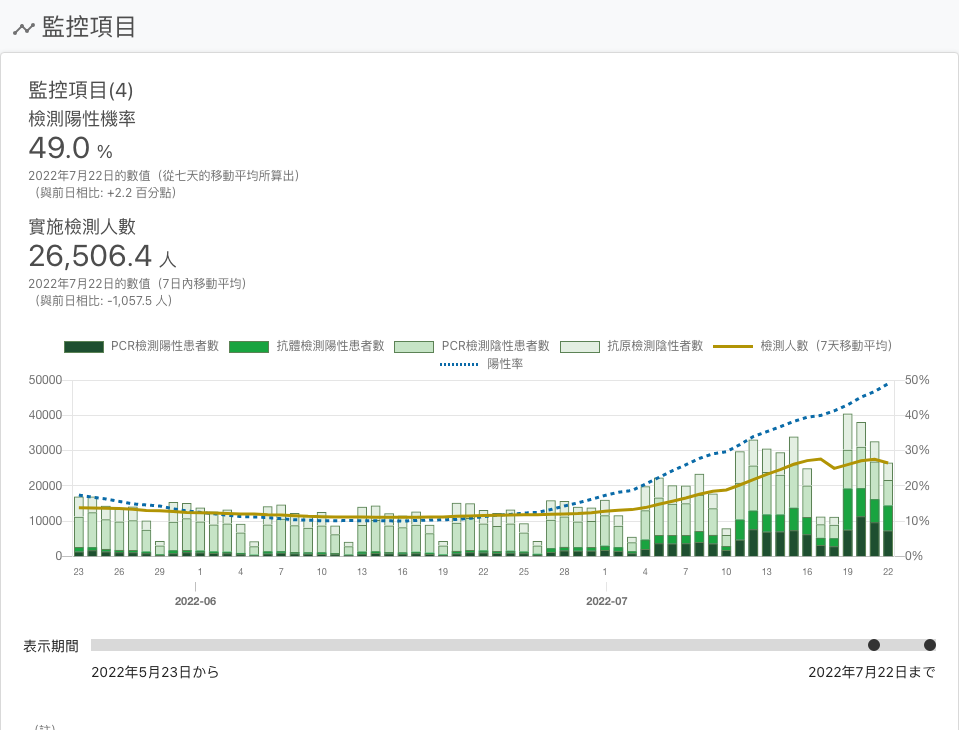 監控項目
監控項目(4)
檢測陽性機率
49.0 %
2022年7月22日的數值（從七天的移動平均所算出）
（與前日相比: +2.2 百分點）
實施檢測人數
26,506.4 人
2022年7月22日的數值（7日內移動平均）
（與前日相比: -1,057.5 人）
PCR檢測陽性患者數 抗體檢測陽性患者數 PCR檢測陰性患者數 抗原檢測陰性者數 檢測人數（7天移動平均）
陽性率
50000 50%
40000 40%
30000 30%
20000 20%
10000 10%
0 0%
23 26 29 1 4 7 10 13 16 19 22 25 28 1 4 7 10 13 16 19 22
2022-06 2022-07
表示期間
2022年5月23日から 2022年7月22日まで